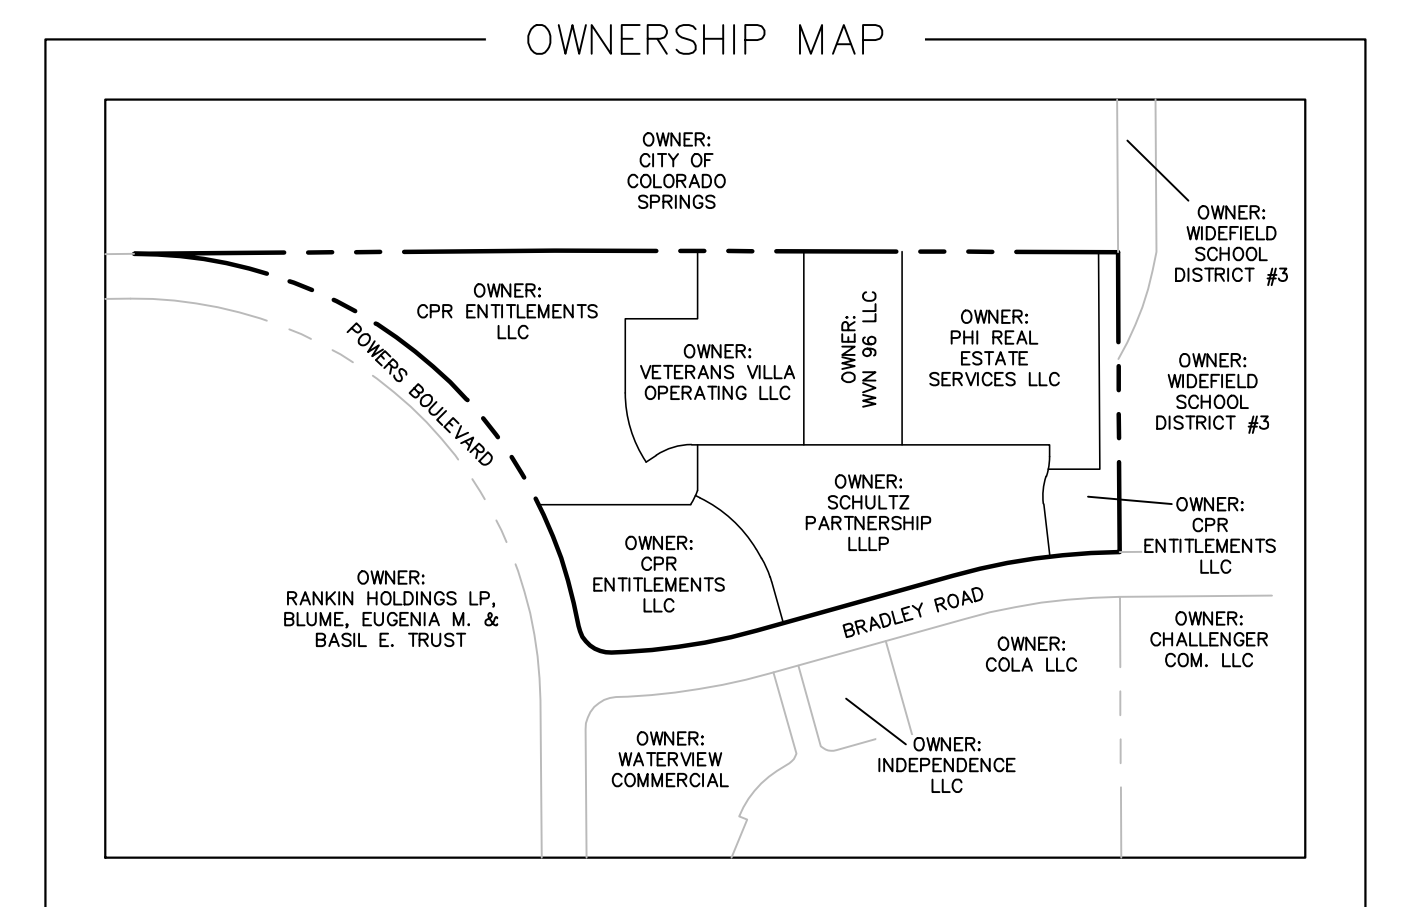 OWNERSHIP MAP
OWNER:
CITY OF
COLORADO
SPRINGS
OWNER:
WIDEFIELD
SCHOOL
DISTRICT #3
OWNER:
CPR ENTITLEMENTS
LLC
OWNER:
VETERANS VILLA
OPERATING LLC
OWNER:
WVN 96 LLC
OWNER:
PHI REAL
ESTATE
SERVICES LLC
OWNER:
WIDEFIELD
SCHOOL
DISTRICT #3
POWERS BOULEVARD
OWNER:
SCHULTZ
PARTNERSHIP
LLLP
OWNER:
CPR
ENTITLEMENTS
LLC
OWNER:
CPR
ENTITLEMENTS
LLC
OWNER:
RANKIN HOLDINGS LP,
BLUME, EUGENIA M. &
BASIL E. TRUST
BRADLEY ROAD
OWNER:
COLA LLC
OWNER:
CHALLENGER
COM. LLC
OWNER:
WATERVIEW
COMMERCIAL
OWNER:
INDEPENDENCE
LLC